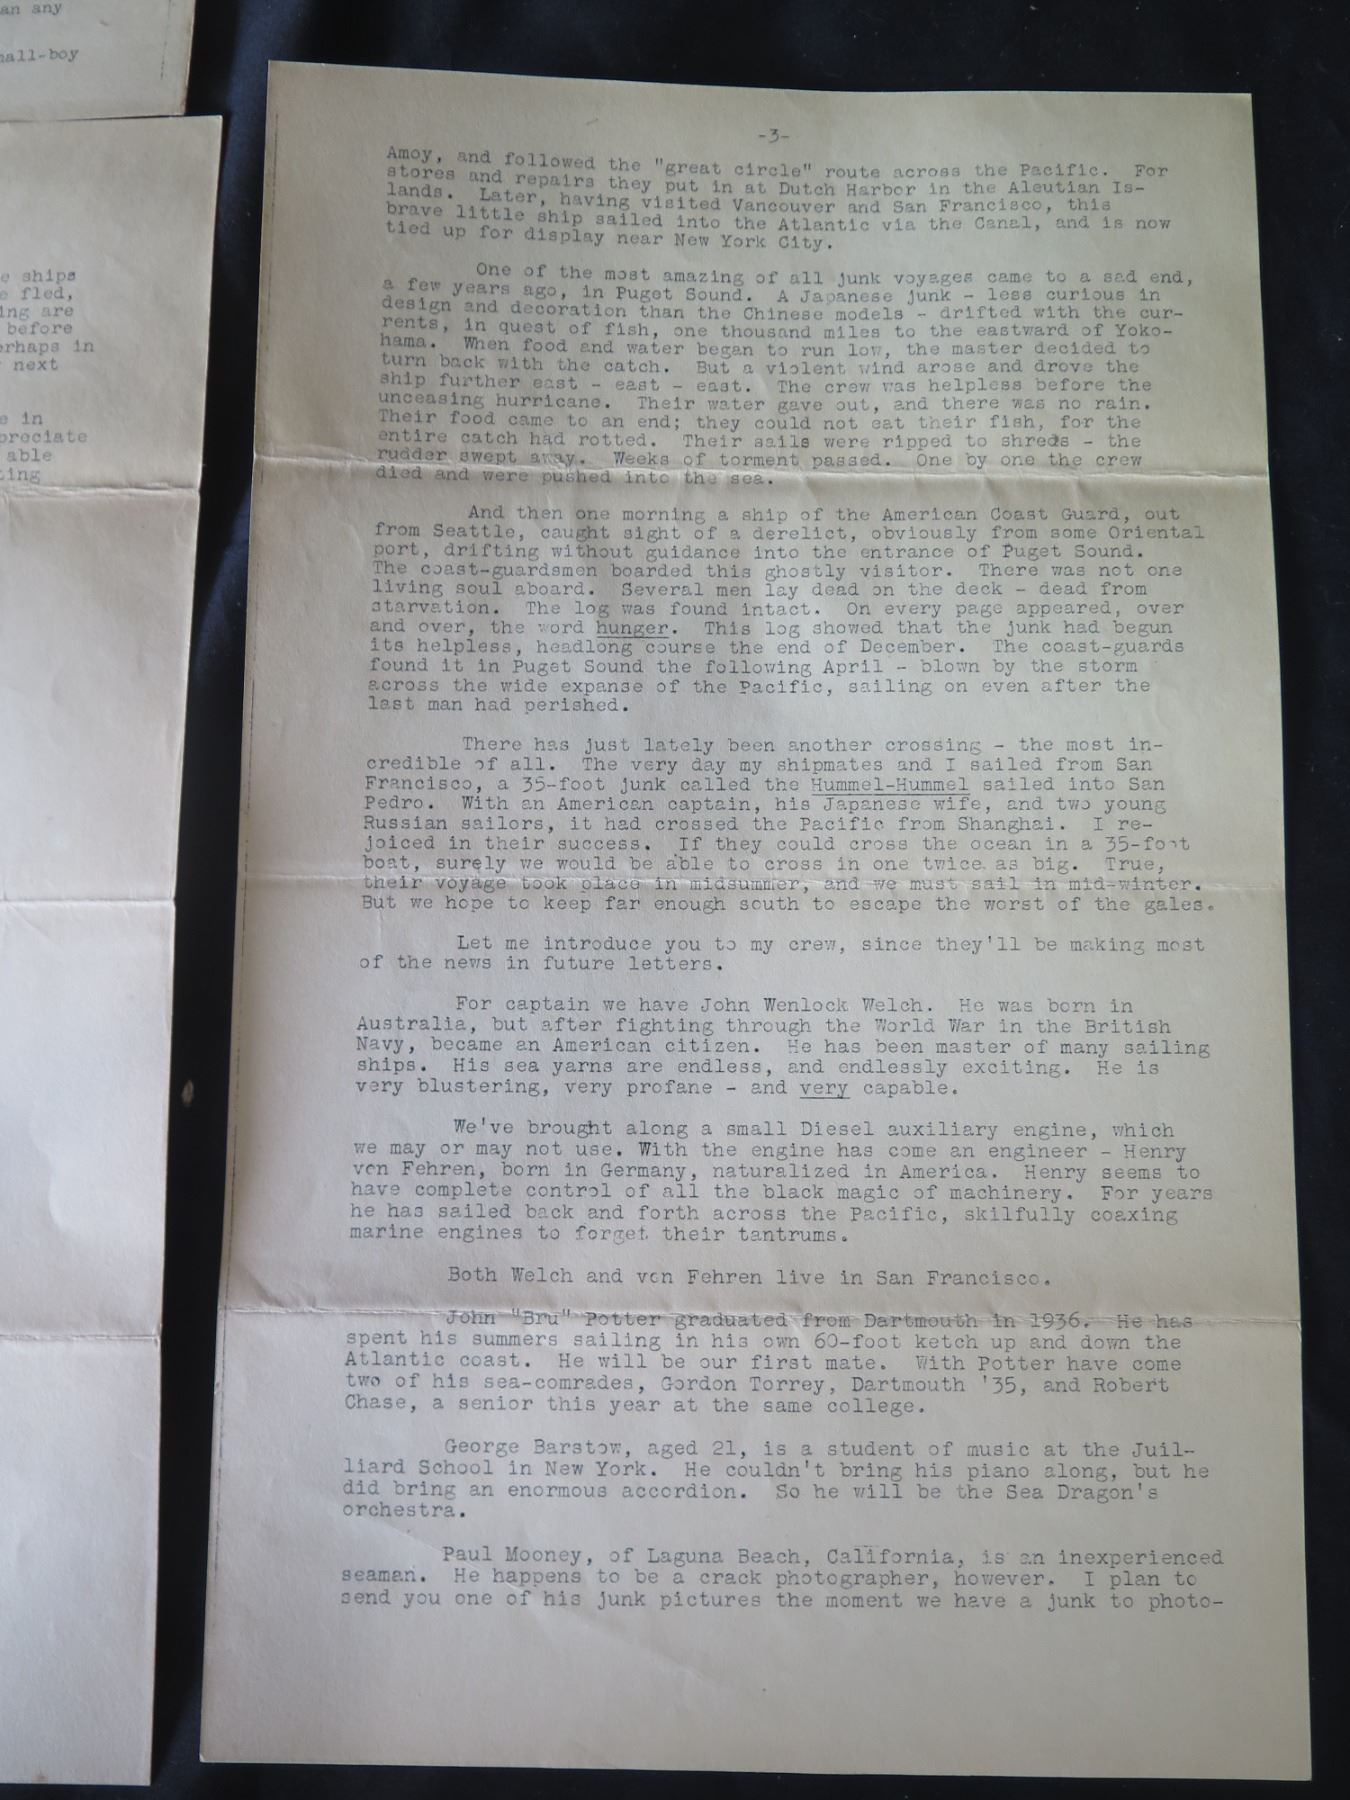 an any
mall-boy
e ships
e fled,
ing are
before
erhaps in
next
e in
preciate
able
ting
-3-
Amoy, and followed the "great circle" route across the Pacific. For
stores and repairs they put in at Dutch Harbor in the Aleutian Is-
lands. Later, having visited Vancouver and San Francisco, this
brave little ship sailed into the Atlantic via the Canal, and is now
tied up for display near New York City.
One of the most amazing of all junk voyages came to a sad end,
a few years ago, in Puget Sound. A Japanese junk - less curious in
design and decoration than the Chinese models - drifted with the cur-
rents, in quest of fish, one thousand miles to the eastward of Yoko-
hama. When food and water began to run low, the master decided to
turn back with the catch. But a violent wind arose and drove the
ship further east - east - east. The crew was helpless before the
unceasing hurricane. Their water gave out, and there was no rain.
Their food came to an end; they could not eat their fish, for the
entire catch had rotted. Their sails were ripped to shreds - the
rudder swept away. Weeks of torment passed. One by one the crew
died and were pushed into the sea.
And then one morning a ship of the American Coast Guard, out
from Seattle, caught sight of a derelict, obviously from some Oriental
port, drifting without guidance into the entrance of Puget Sound.
The coast-guardsmen boarded this ghostly visitor. There was not one
living soul aboard. Several men lay dead on the deck - dead from
starvation. The log was found intact. On every page appeared, over
and over, the word hunger. This log showed that the junk had begun
its helpless, headlong course the end of December. The coast-guards
found it in Puget Sound the following April - blown by the storm
across the wide expanse of the Pacific, sailing on even after the
last man had perished.
There has just lately been another crossing - the most in-
credible of all. The very day my shipmates and I sailed from San
Francisco, a 35-foot junk called the Hummel-Hummel sailed into San
Pedro. With an American captain, his Japanese wife, and two young
Russian sailors, it had crossed the Pacific from Shanghai. I re-
joiced in their success. If they could cross the ocean in a 35-foot
boat, surely we would be able to cross in one twice as big. True,
their voyage took place in midsummer, and we must sail in mid-winter.
But we hope to keep far enough south to escape the worst of the gales.
Let me introduce you to my crew, since they'll be making most
of the news in future letters.
For captain we have John Wenlock Welch. He was born in
Australia, but after fighting through the World War in the British
Navy, became an American citizen. He has been master of many sailing
ships. His sea yarns are endless, and endlessly exciting. He is
very blustering, very profane - and very capable.
We've brought along a small Diesel auxiliary engine, which
we may or may not use. With the engine has come an engineer - Henry
von Fehren, born in Germany, naturalized in America. Henry seems to
have complete control of all the black magic of machinery. For years
he has sailed back and forth across the Pacific, skilfully coaxing
marine engines to forget their tantrums.
Both Welch and von Fehren live in San Francisco.
John "Bru" Potter graduated from Dartmouth in 1936. He has
spent his summers sailing in his own 60-foot ketch up and down the
Atlantic coast. He will be our first mate. With Potter have come
two of his sea-comrades, Gordon Torrey, Dartmouth '35, and Robert
Chase, a senior this year at the same college.
George Barstow, aged 21, is a student of music at the Juil-
liard School in New York. He couldn't bring his piano along, but he
did bring an enormous accordion. So he will be the Sea Dragon's
orchestra.
Paul Mooney, of Laguna Beach, California, is an inexperienced
seaman. He happens to be a crack photographer, however. I plan to
send you one of his junk pictures the moment we have a junk to photo-